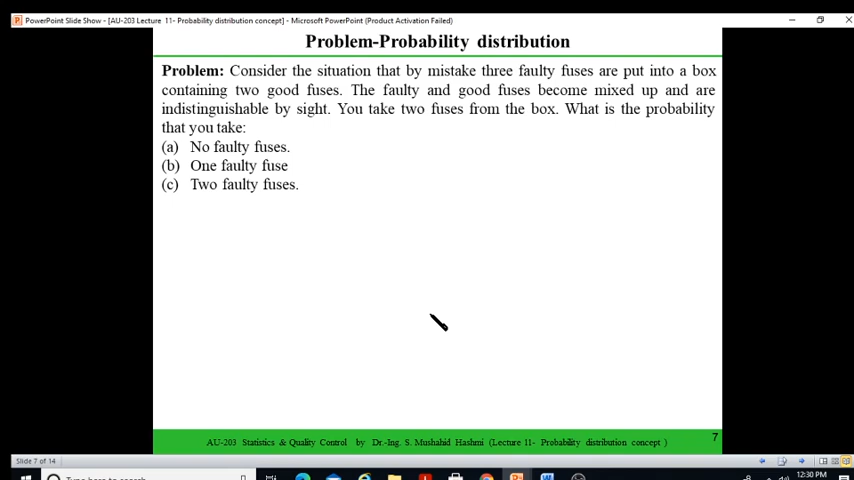 PowerPoint Slide Show - [AU-203 Lecture 11- Probability distribution concept] - Microsoft PowerPoint (Product Activation Failed)
Problem-Probability distribution
Problem: Consider the situation that by mistake three faulty fuses are put into a box
containing two good fuses. The faulty and good fuses become mixed up and are
indistinguishable by sight. You take two fuses from the box. What is the probability
that you take:
(a) No faulty fuses.
(b) One faulty fuse
(c) Two faulty fuses.
AU-203 Statistics & Quality Control by Dr.-Ing. S. Mushahid Hashmi (Lecture 11- Probability distribution concept )
7
Slide 7 of 14
12:30 PM